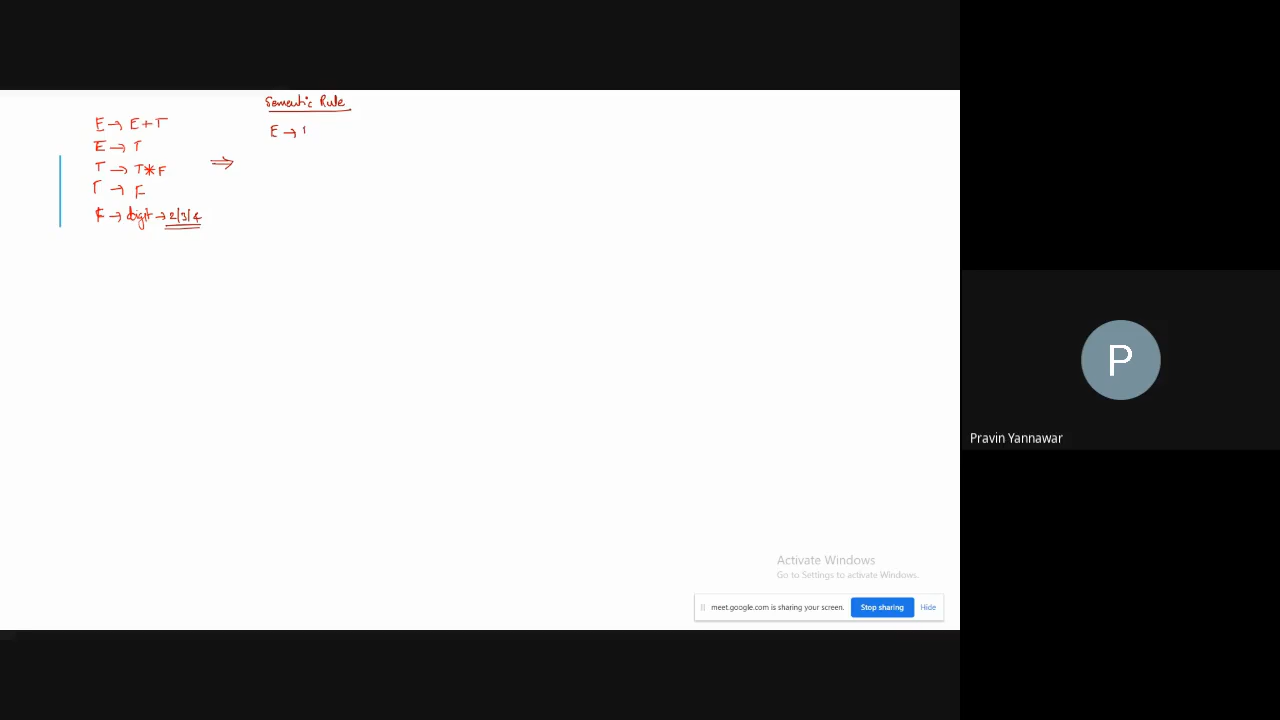 Sementic Rule
E → E + T
E →
E → T
T → T * F
⇒
T → F
F → digit → 2/3/4
P
Pravin Yannawar
Activate Windows
Go to Settings to activate Windows.
meet.google.com is sharing your screen. Stop sharing Hide